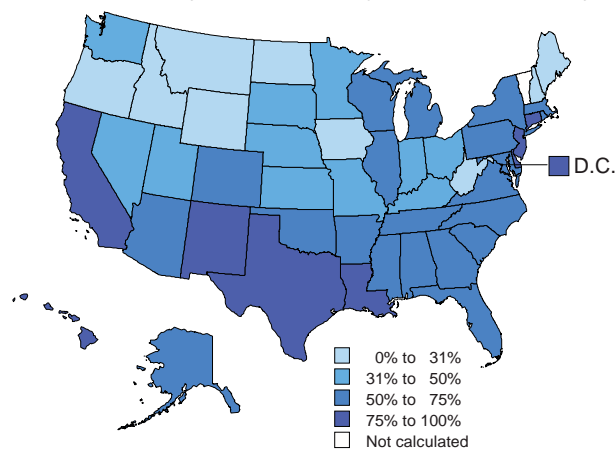 D.C.
0% to 31%
31% to 50%
50% to 75%
75% to 100%
Not calculated